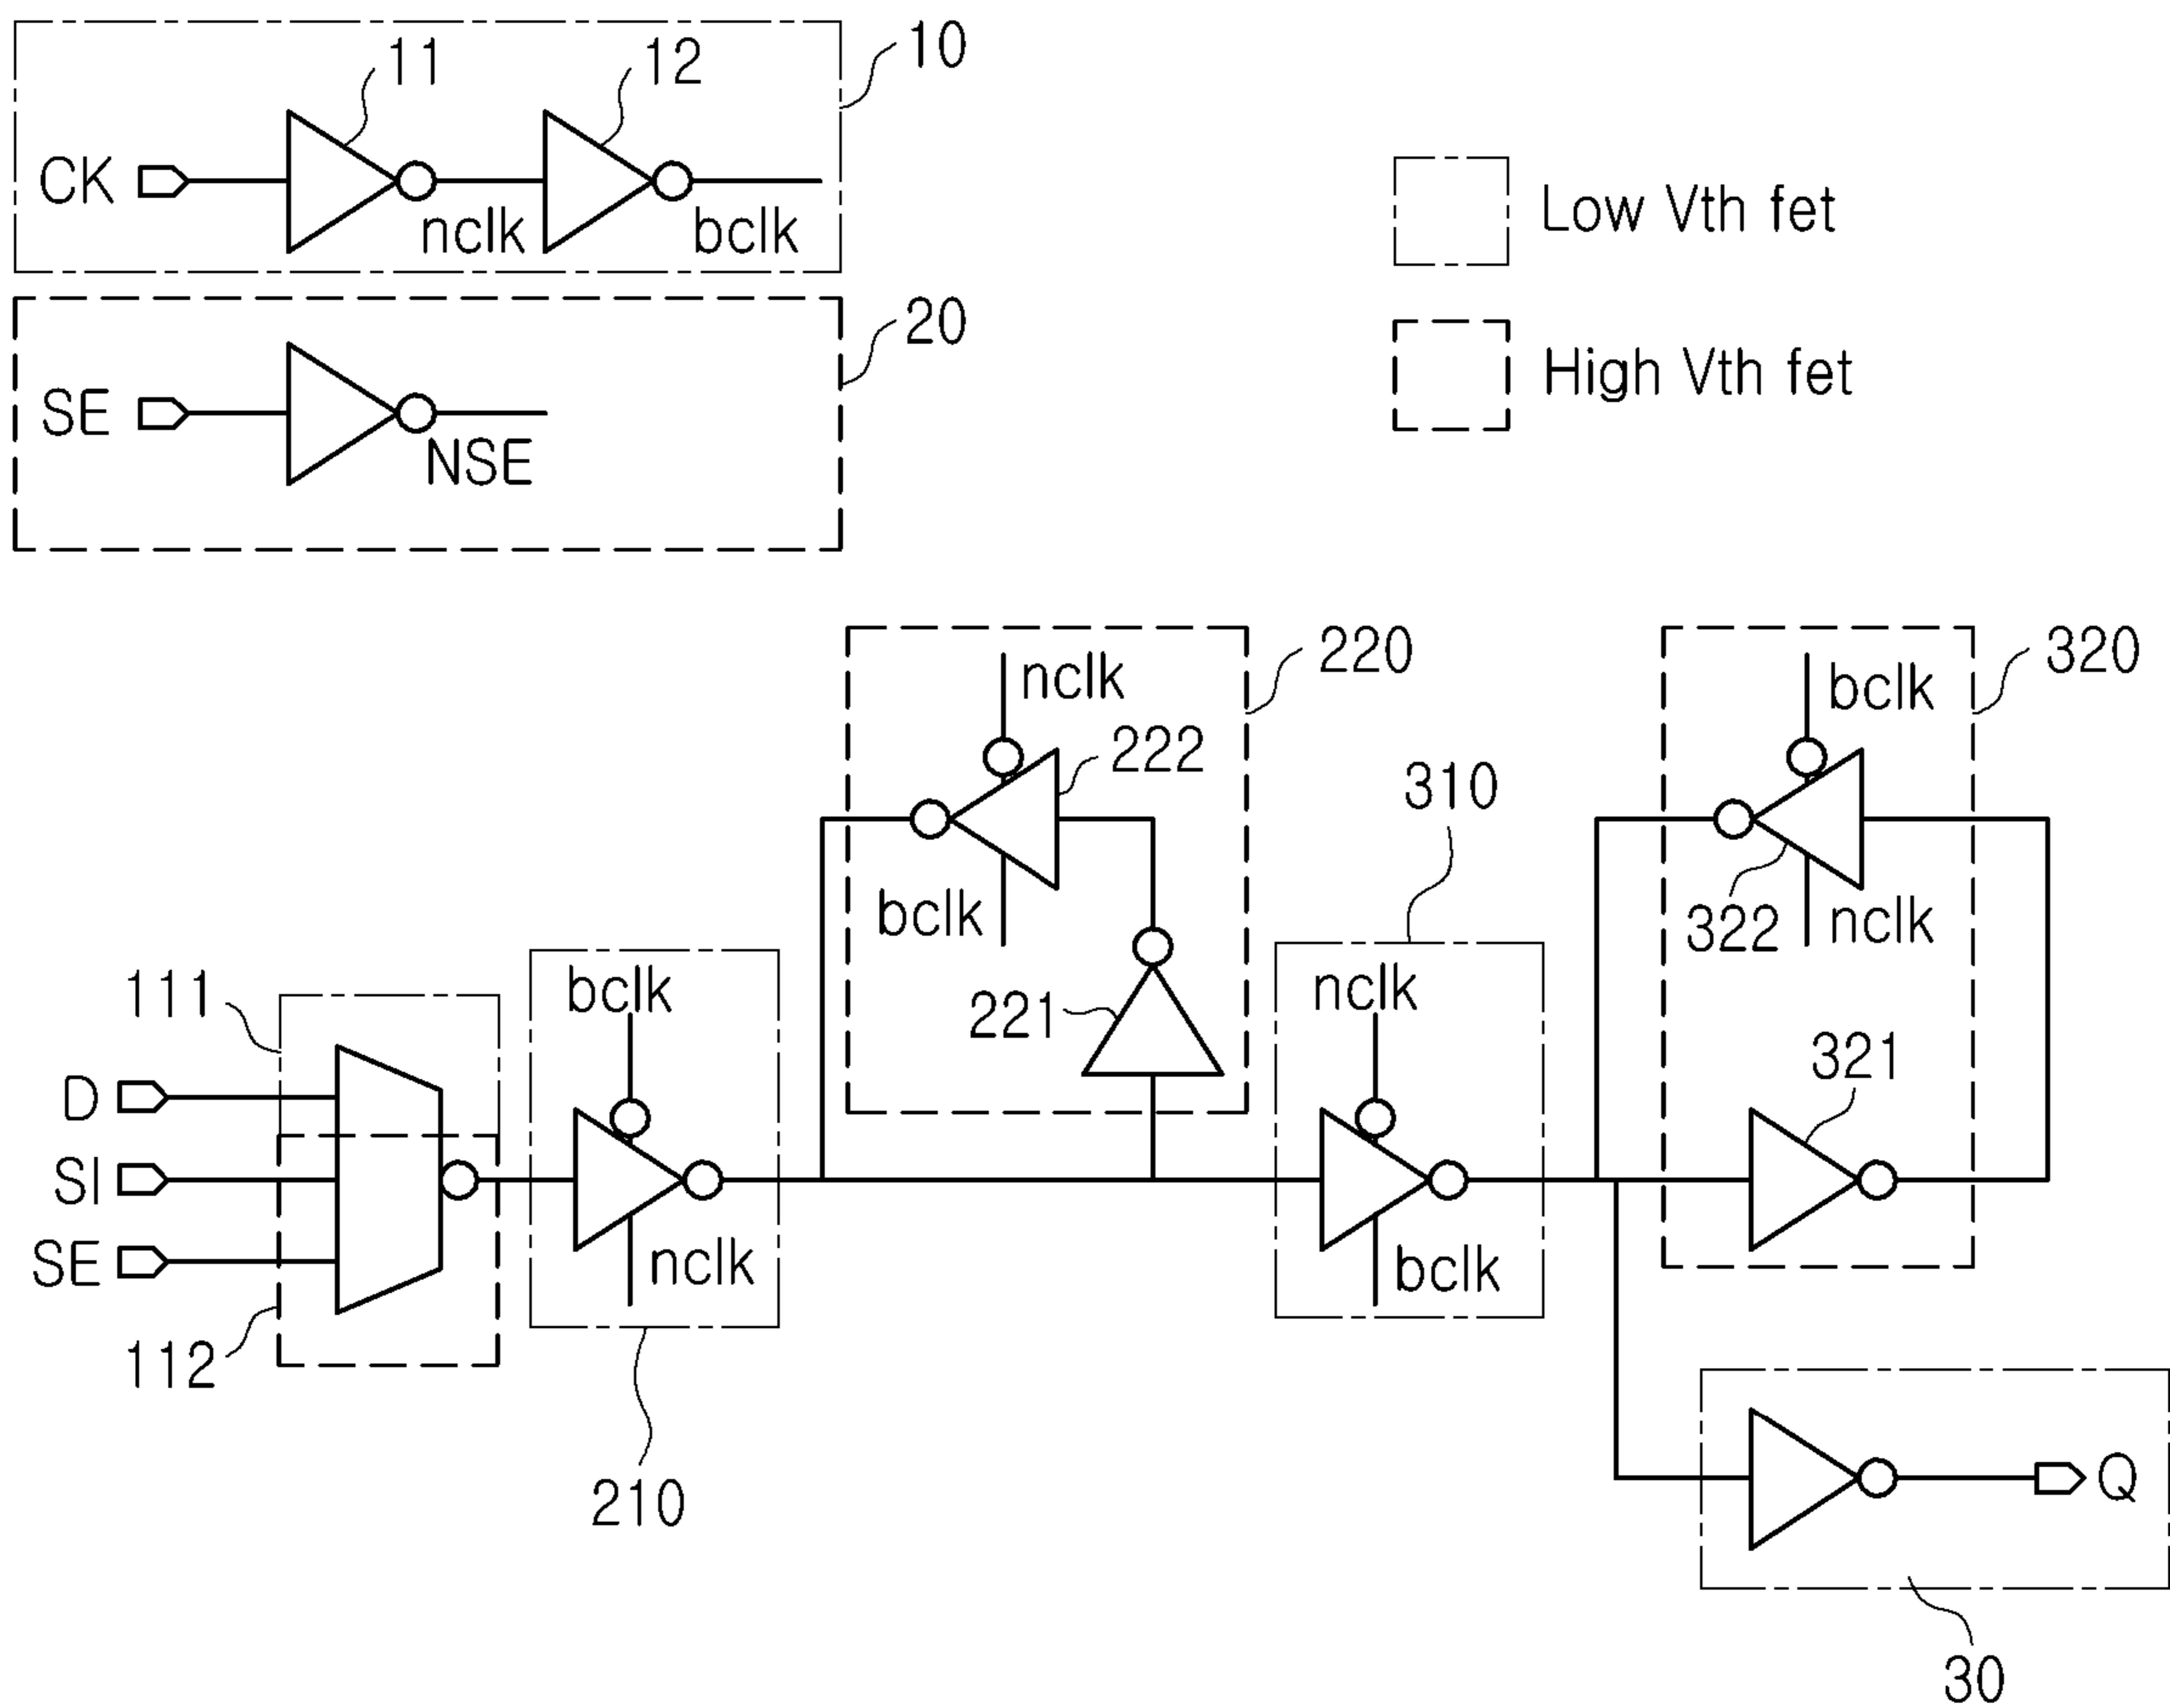 11
12
10
CK
nclk
bclk
Low Vth fet
20
SE
NSE
High Vth fet
220
320
nclk
222
bclk
310
bclk
322
nclk
111
bclk
221
nclk
321
D
SI
SE
nclk
bclk
112
210
Q
30